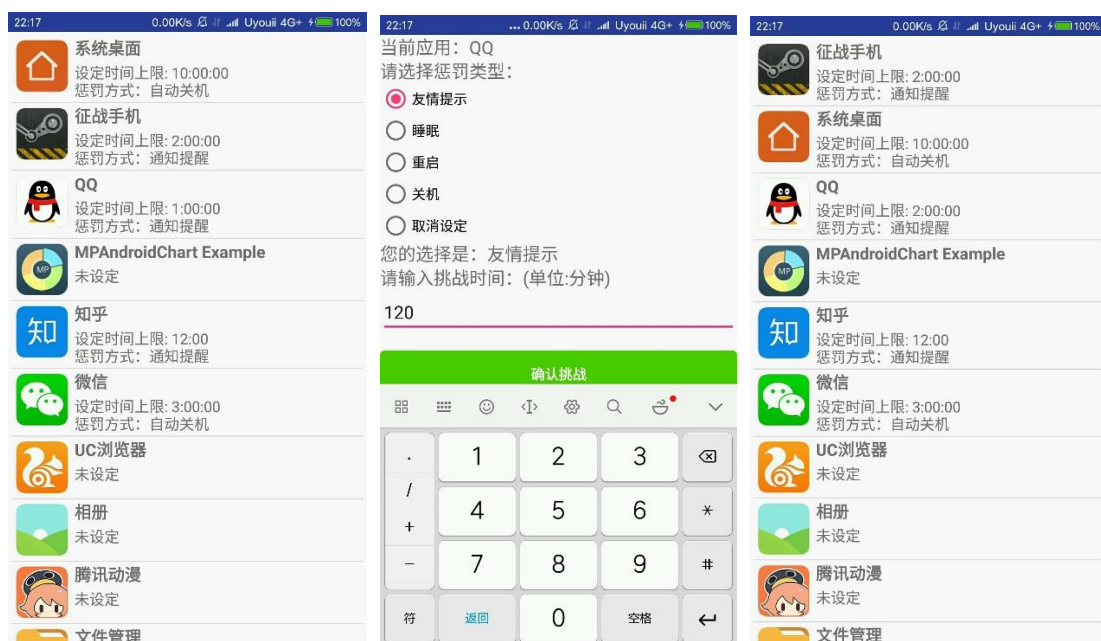 22:17 0.00K/s Uyouii 4G+ 100%
系统桌面
设定时间上限: 10:00:00
惩罚方式: 自动关机
征战手机
设定时间上限: 2:00:00
惩罚方式: 通知提醒
QQ
设定时间上限: 1:00:00
惩罚方式: 通知提醒
MP
MPAndroidChart Example
未设定
知
知乎
设定时间上限: 12:00
惩罚方式: 通知提醒
微信
设定时间上限: 3:00:00
惩罚方式: 自动关机
UC浏览器
未设定
相册
未设定
腾讯动漫
未设定
文件管理
22:17 ... 0.00K/s Uyouii 4G+ 100%
当前应用: QQ
请选择惩罚类型:
友情提示
睡眠
重启
关机
取消设定
您的选择是: 友情提示
请输入挑战时间: (单位:分钟)
120
确认挑战
. 1 2 3
/ 4 5 6 *
+
- 7 8 9 #
符 返回 0 空格
22:17 0.00K/s Uyouii 4G+ 100%
征战手机
设定时间上限: 2:00:00
惩罚方式: 通知提醒
系统桌面
设定时间上限: 10:00:00
惩罚方式: 自动关机
QQ
设定时间上限: 2:00:00
惩罚方式: 通知提醒
MP
MPAndroidChart Example
未设定
知
知乎
设定时间上限: 12:00
惩罚方式: 通知提醒
微信
设定时间上限: 3:00:00
惩罚方式: 自动关机
UC浏览器
未设定
相册
未设定
腾讯动漫
未设定
文件管理